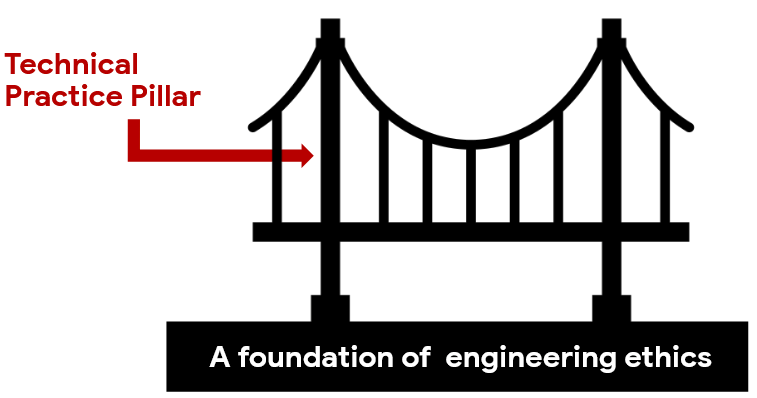 Technical
Practice Pillar
A foundation of engineering ethics